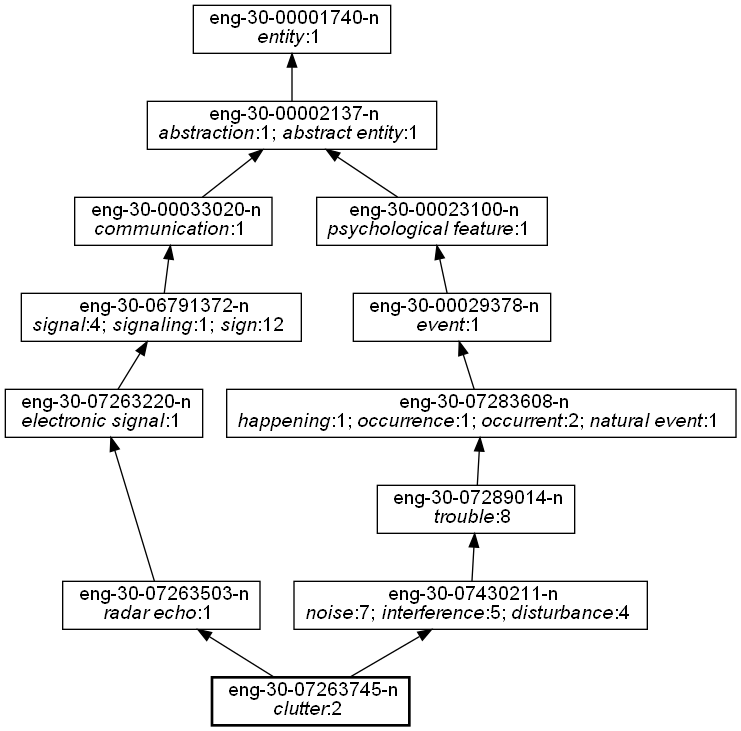 eng-30-00001740-n
entity:1
eng-30-00002137-n
abstraction:1; abstract entity:1
eng-30-00033020-n
communication:1
eng-30-00023100-n
psychological feature:1
eng-30-06791372-n
signal:4; signaling:1; sign:12
eng-30-00029378-n
event:1
eng-30-07263220-n
electronic signal:1
eng-30-07283608-n
happening:1; occurrence:1; occurrent:2; natural event:1
eng-30-07289014-n
trouble:8
eng-30-07263503-n
radar echo:1
eng-30-07430211-n
noise:7; interference:5; disturbance:4
eng-30-07263745-n
clutter:2